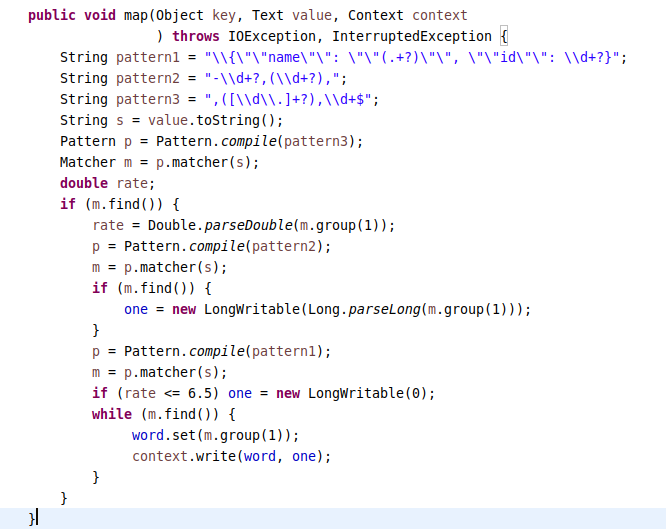 public void map(Object key, Text value, Context context
                ) throws IOException, InterruptedException {
    String pattern1 = "\\{\"\"name\"\": \"\"(.+?)\"\", \"\"id\"\": \\d+?}";
    String pattern2 = "-\\d+?,(\\d+?),";
    String pattern3 = ",([\\d\\.]+?),\\d+$";
    String s = value.toString();
    Pattern p = Pattern.compile(pattern3);
    Matcher m = p.matcher(s);
    double rate;
    if (m.find()) {
        rate = Double.parseDouble(m.group(1));
        p = Pattern.compile(pattern2);
        m = p.matcher(s);
        if (m.find()) {
            one = new LongWritable(Long.parseLong(m.group(1)));
        }
        p = Pattern.compile(pattern1);
        m = p.matcher(s);
        if (rate <= 6.5) one = new LongWritable(0);
        while (m.find()) {
             word.set(m.group(1));
             context.write(word, one);
        }
    }
}